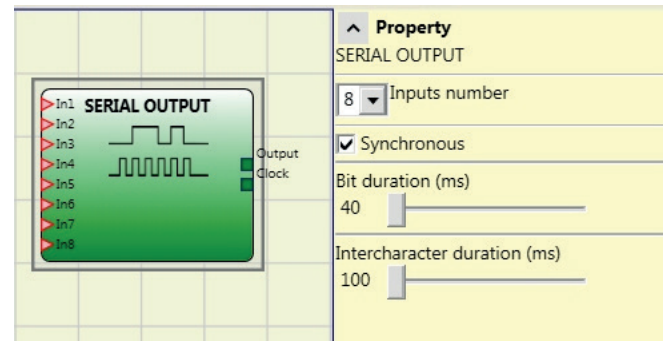 In1 SERIAL OUTPUT
In2
In3
In4
In5
In6
In7
In8
Output
Clock
Property
SERIAL OUTPUT
8 Inputs number
Synchronous
Bit duration (ms)
40
Intercharacter duration (ms)
100